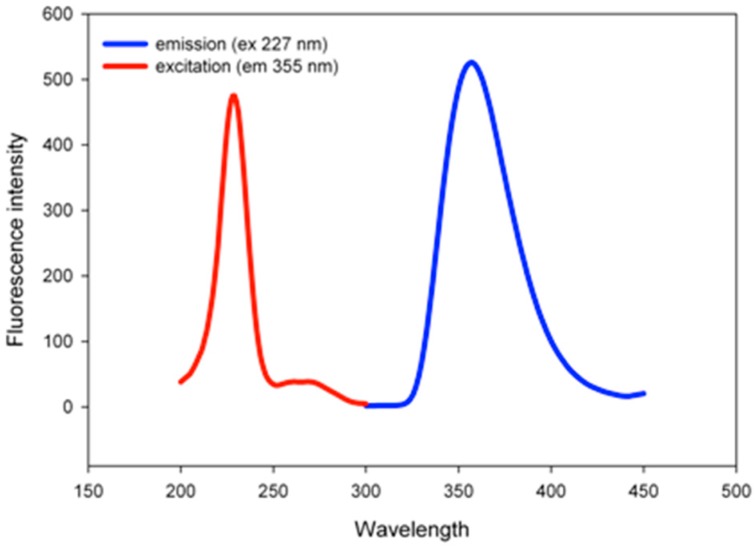 600
500
400
300
200
100
0
emission (ex 227 nm)
excitation (em 355 nm)
Fluorescence intensity
150 200 250 300 350 400 450 500
Wavelength